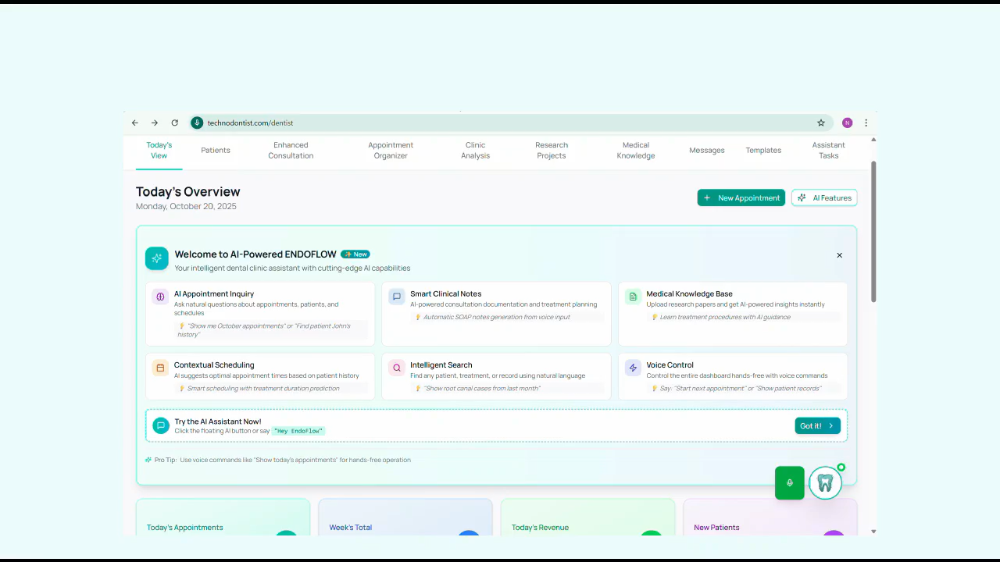 technodontist.com/dentist
N
Today's
View
Patients
Enhanced
Consultation
Appointment
Organizer
Clinic
Analysis
Research
Projects
Medical
Knowledge
Messages
Templates
Assistant
Tasks
Today's Overview
Monday, October 20, 2025
+ New Appointment
AI Features
Welcome to AI-Powered ENDOFLOW
✨ New
Your intelligent dental clinic assistant with cutting-edge AI capabilities
AI Appointment Inquiry
Ask natural questions about appointments, patients, and
schedules
💡 "Show me October appointments" or "Find patient John's
history"
Smart Clinical Notes
AI-powered consultation documentation and treatment planning
💡 Automatic SOAP notes generation from voice input
Medical Knowledge Base
Upload research papers and get AI-powered insights instantly
💡 Learn treatment procedures with AI guidance
Contextual Scheduling
AI suggests optimal appointment times based on patient history
💡 Smart scheduling with treatment duration prediction
Intelligent Search
Find any patient, treatment, or record using natural language
💡 "Show root canal cases from last month"
Voice Control
Control the entire dashboard hands-free with voice commands
💡 Say: "Start next appointment" or "Show patient records"
Try the AI Assistant Now!
Click the floating AI button or say "Hey EndoFlow"
Got it!
Pro Tip: Use voice commands like "Show today's appointments" for hands-free operation
Today's Appointments
Week's Total
Today's Revenue
New Patients